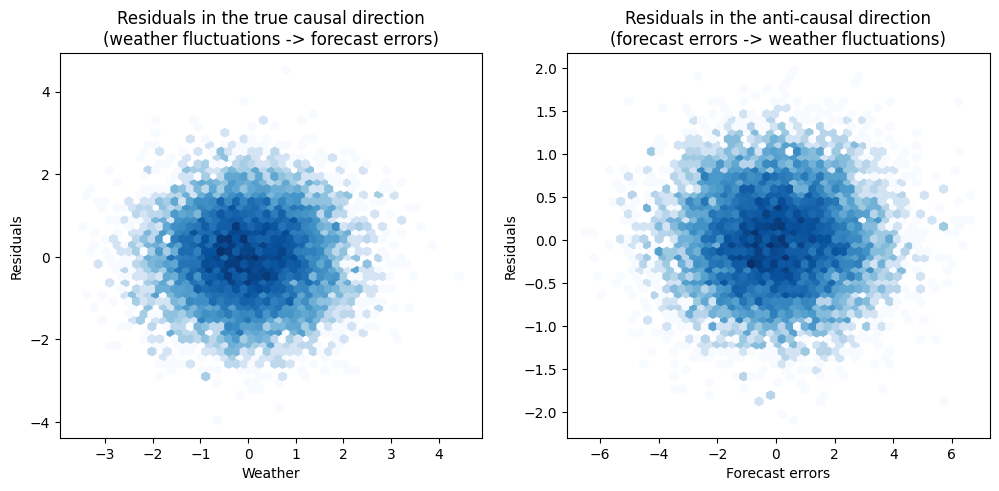 Residuals in the true causal direction
(weather fluctuations -> forecast errors)
Residuals
4
2
0
−2
−4
−3 −2 −1 0 1 2 3 4
Weather
Residuals in the anti-causal direction
(forecast errors -> weather fluctuations)
Residuals
2.0
1.5
1.0
0.5
0.0
−0.5
−1.0
−1.5
−2.0
−6 −4 −2 0 2 4 6
Forecast errors